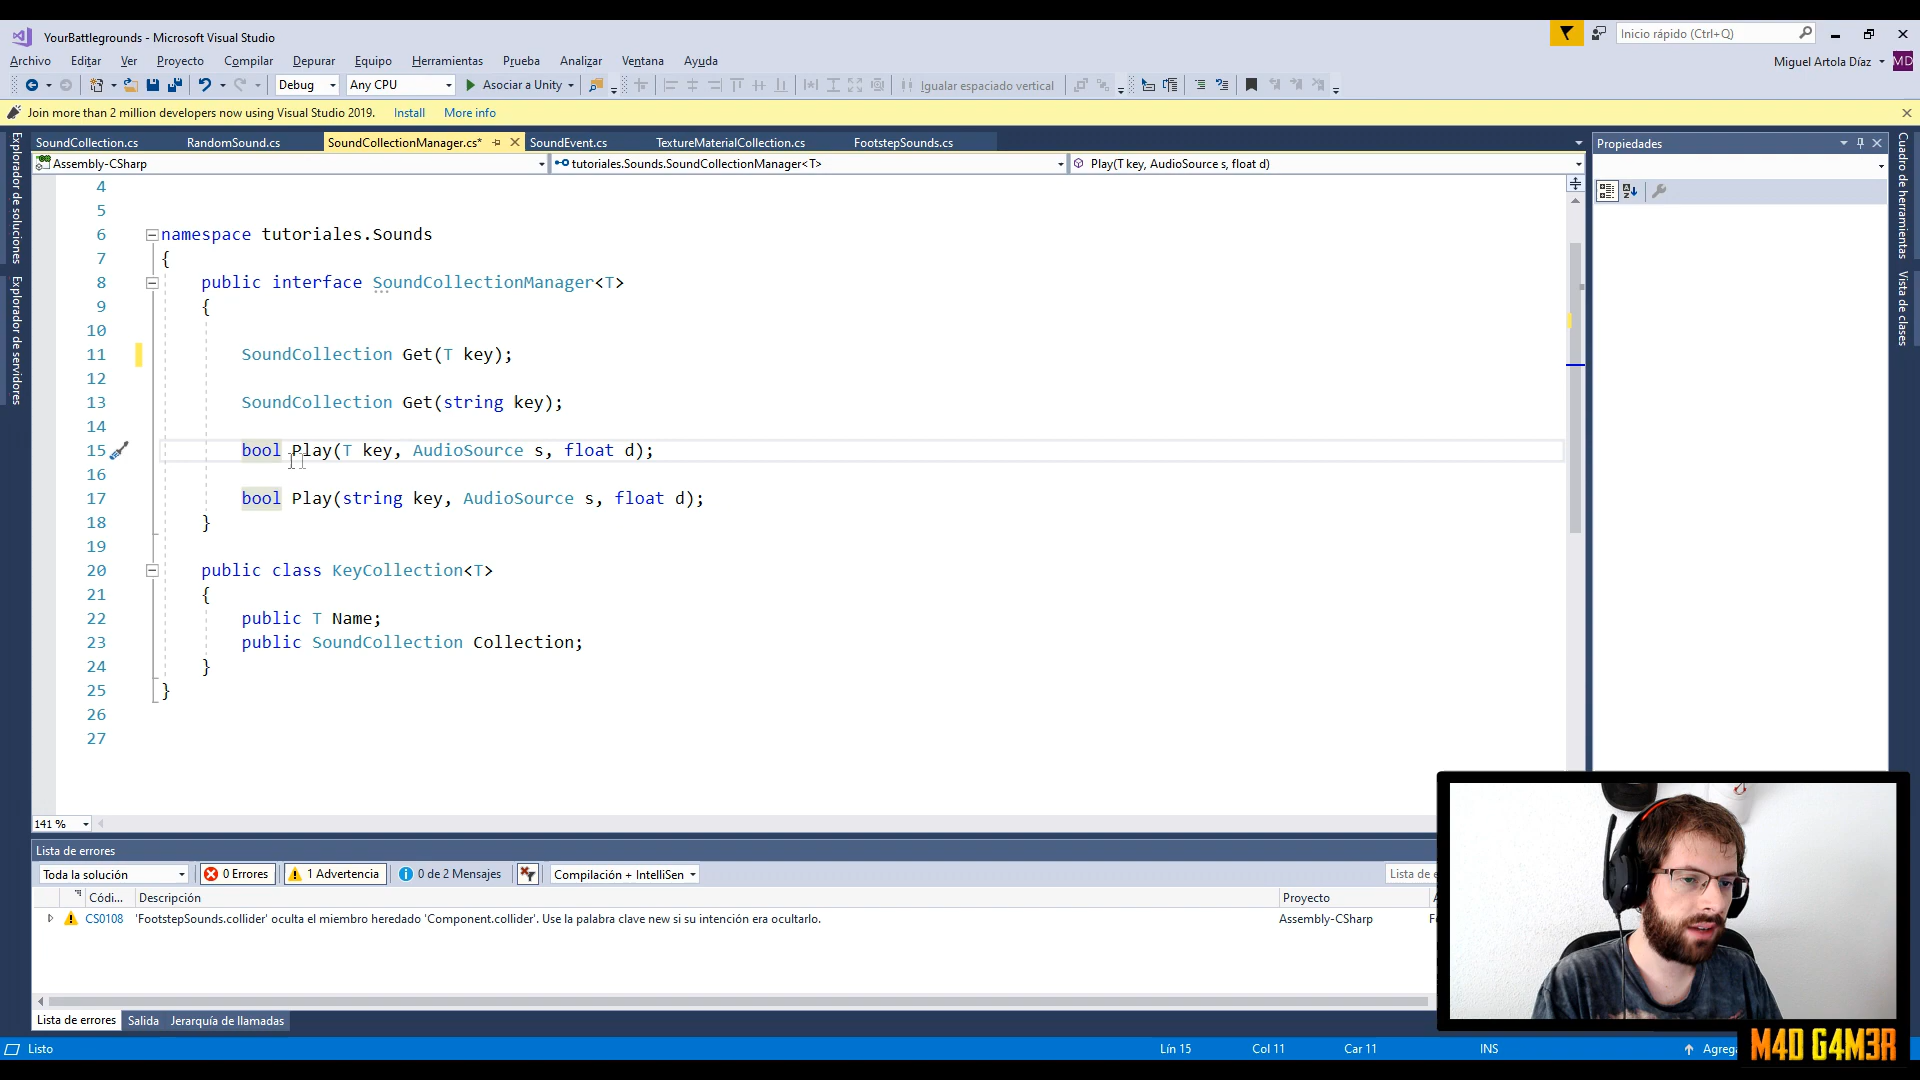 YourBattlegrounds - Microsoft Visual Studio
Inicio rápido (Ctrl+Q)
Archivo Editar Ver Proyecto Compilar Depurar Equipo Herramientas Prueba Analizar Ventana Ayuda
Miguel Artola Díaz MD
Debug Any CPU Asociar a Unity Igualar espaciado vertical
Join more than 2 million developers now using Visual Studio 2019. Install More info
SoundCollection.cs RandomSound.cs SoundCollectionManager.cs* SoundEvent.cs TextureMaterialCollection.cs FootstepSounds.cs
Propiedades
Assembly-CSharp tutoriales.Sounds.SoundCollectionManager<T> Play(T key, AudioSource s, float d)
Explorador de soluciones
Explorador de servidores
Cuadro de herramientas
Vista de clases
4
5
6 namespace tutoriales.Sounds
7 {
8 public interface SoundCollectionManager<T>
9 {
10
11 SoundCollection Get(T key);
12
13 SoundCollection Get(string key);
14
15 bool Play(T key, AudioSource s, float d);
16
17 bool Play(string key, AudioSource s, float d);
18 }
19
20 public class KeyCollection<T>
21 {
22 public T Name;
23 public SoundCollection Collection;
24 }
25 }
26
27
141 %
Lista de errores
Toda la solución 0 Errores 1 Advertencia 0 de 2 Mensajes Compilación + IntelliSen Lista de e
Códi... Descripción Proyecto
CS0108 'FootstepSounds.collider' oculta el miembro heredado 'Component.collider'. Use la palabra clave new si su intención era ocultarlo. Assembly-CSharp
Lista de errores Salida Jerarquía de llamadas
Listo Lín 15 Col 11 Car 11 INS Agrega
M4D G4M3R